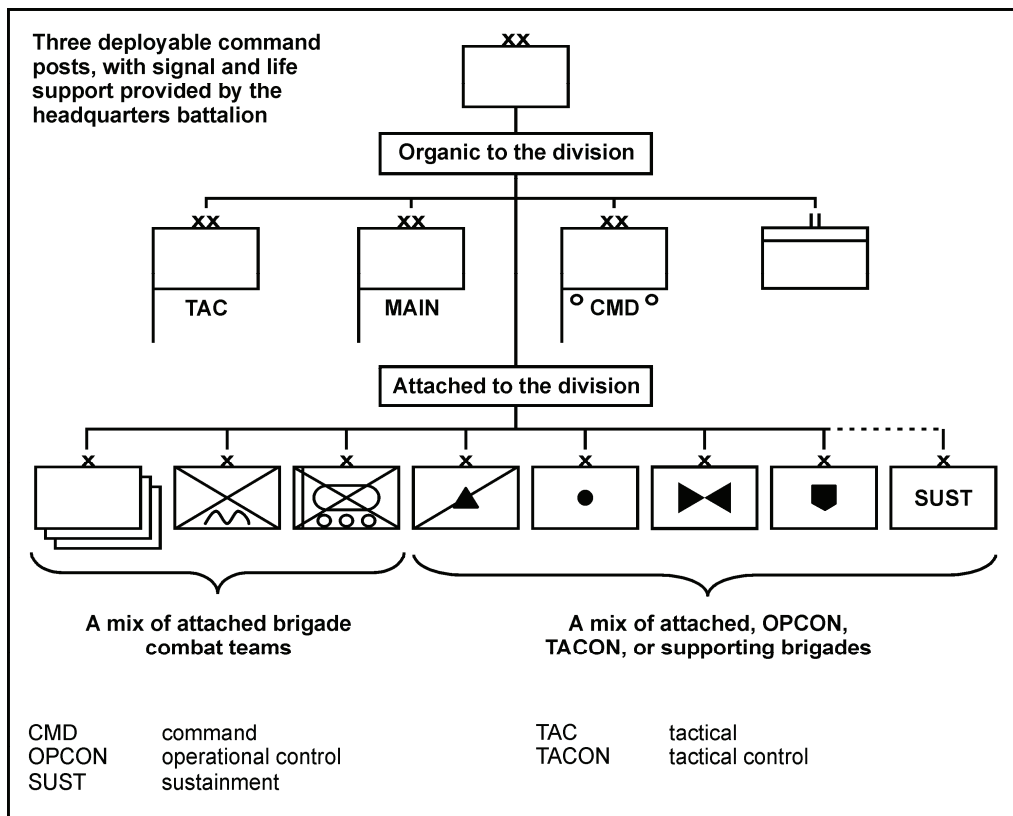 Three deployable command
posts, with signal and life
support provided by the
headquarters battalion
XX
Organic to the division
XX
XX
XX
II
TAC
MAIN
CMD
Attached to the division
X
X
X
X
X
X
X
X
SUST
A mix of attached brigade
combat teams
A mix of attached, OPCON,
TACON, or supporting brigades
CMD command
OPCON operational control
SUST sustainment
TAC tactical
TACON tactical control